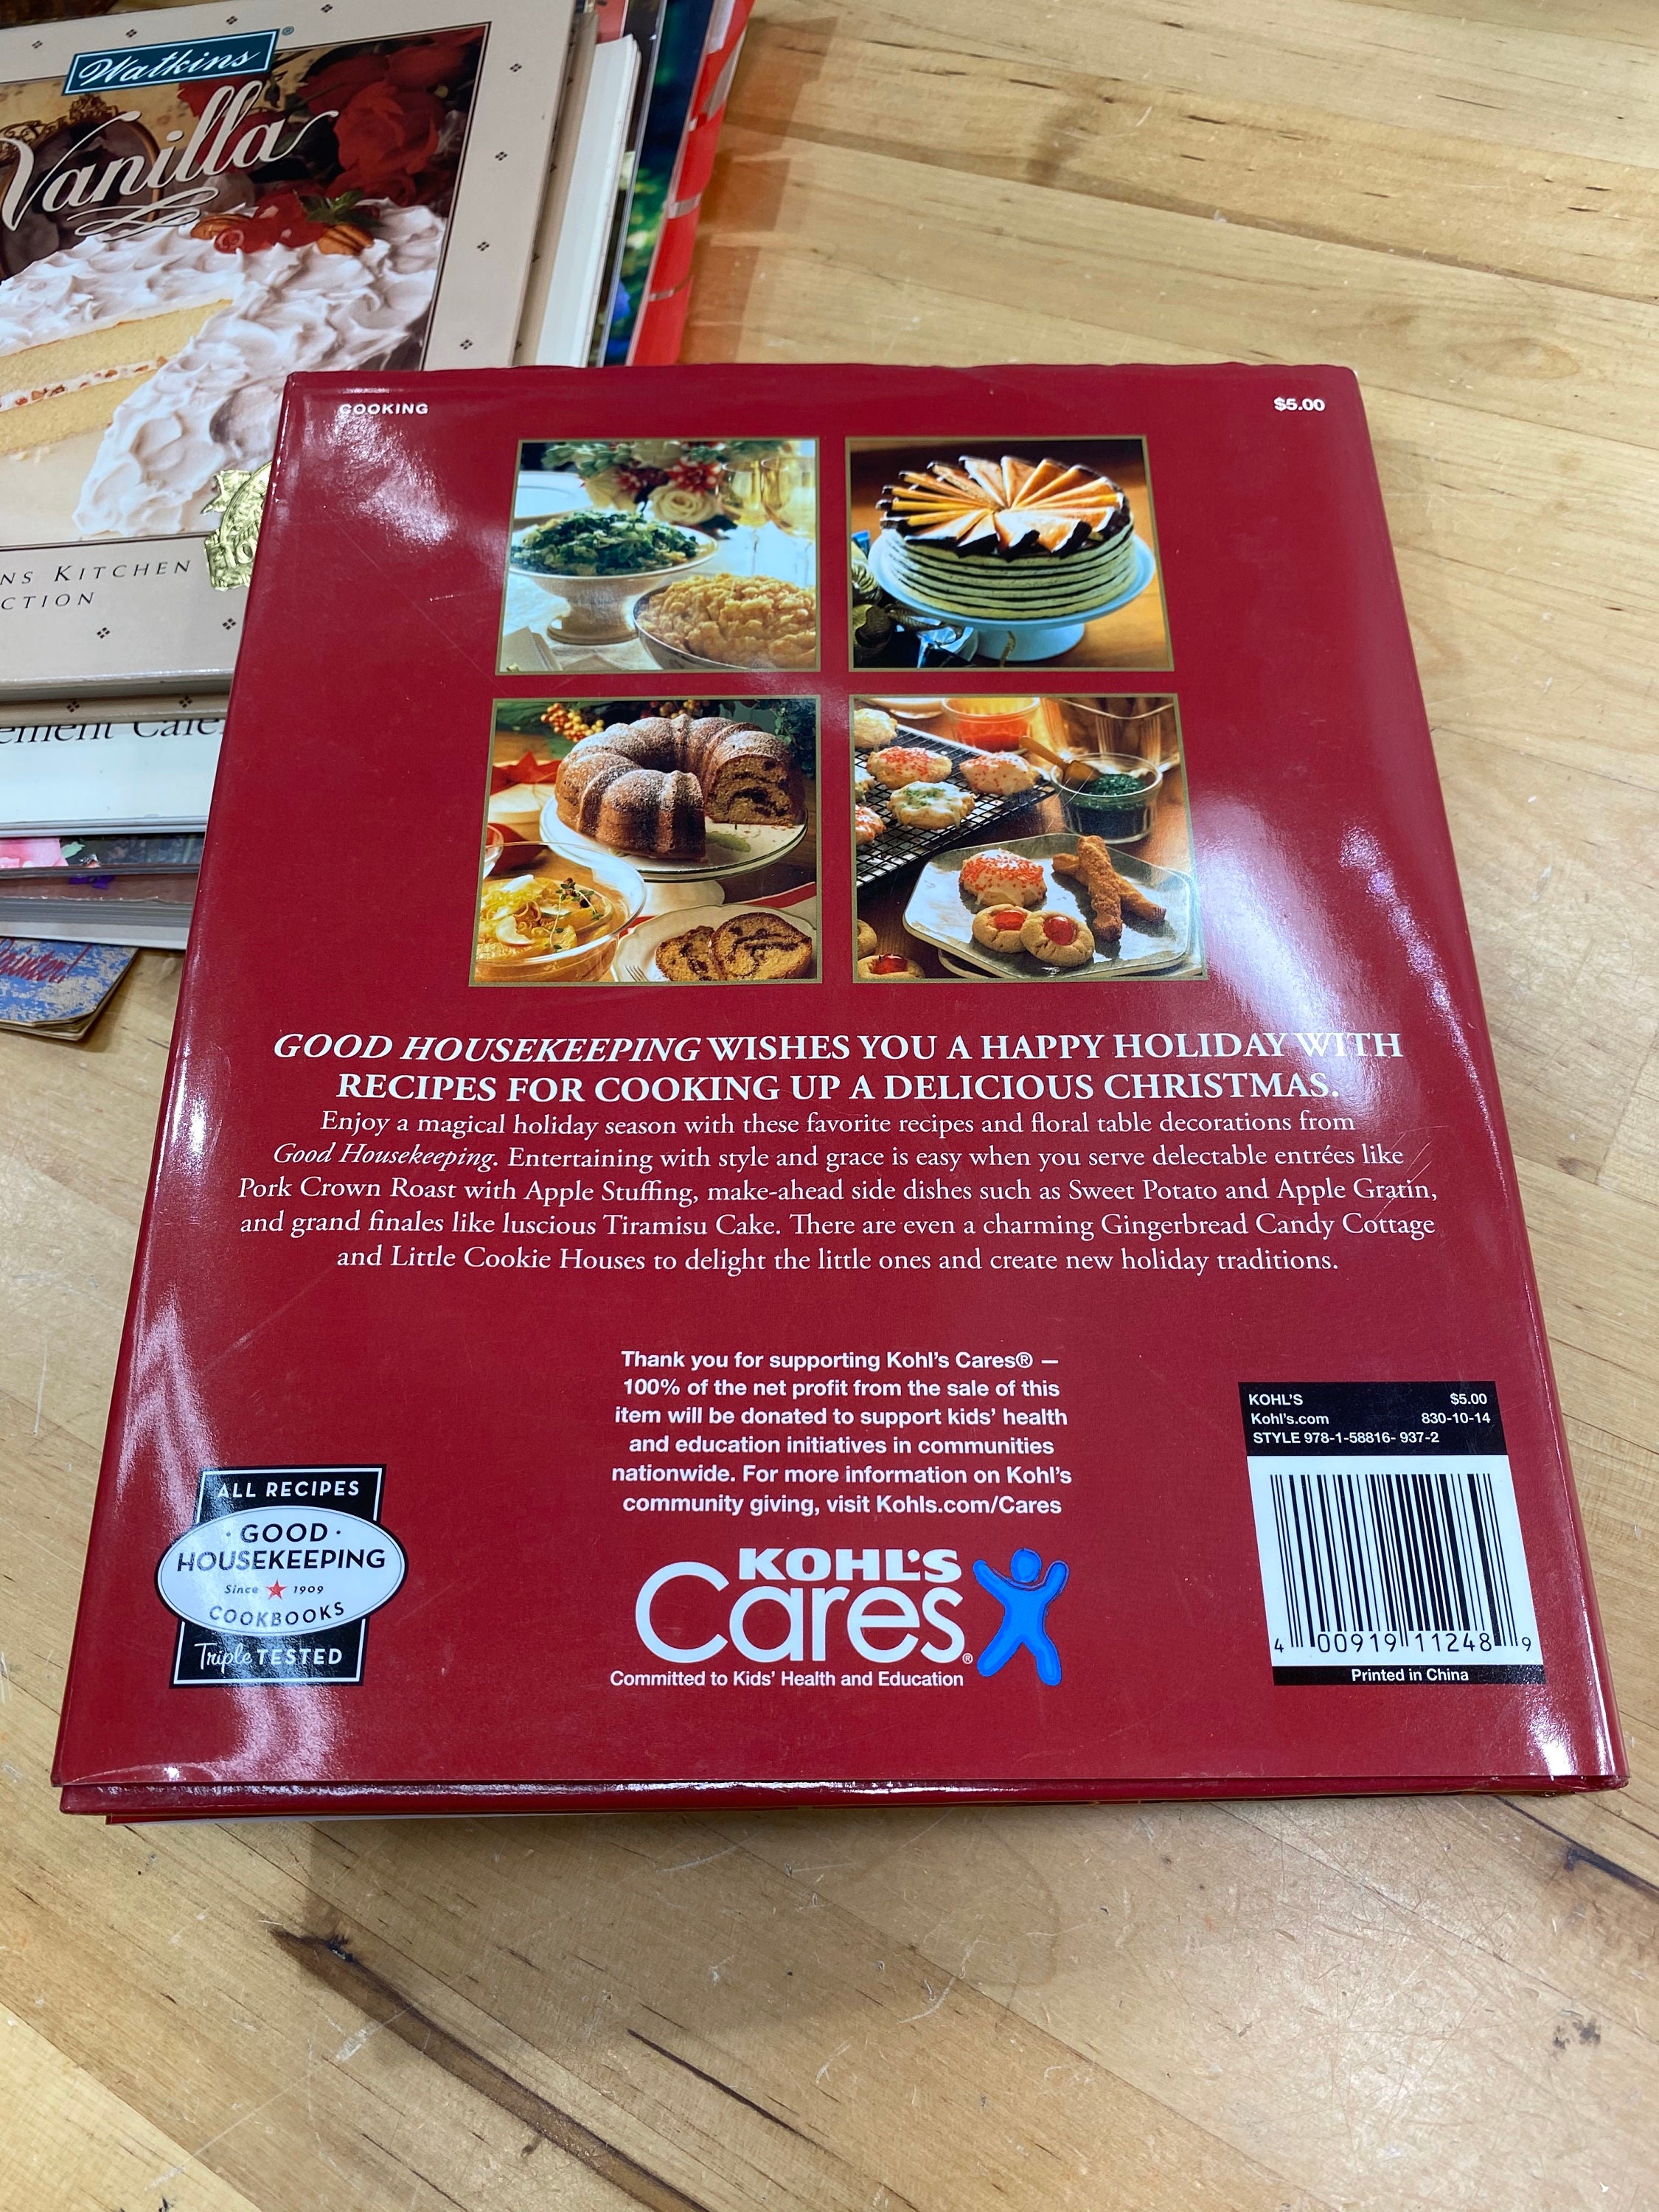 Watkins®
Vanilla
NS KITCHEN
CTION
ement
COOKING
$5.00
GOOD HOUSEKEEPING WISHES YOU A HAPPY HOLIDAY WITH
RECIPES FOR COOKING UP A DELICIOUS CHRISTMAS.
Enjoy a magical holiday season with these favorite recipes and floral table decorations from
Good Housekeeping. Entertaining with style and grace is easy when you serve delectable entrées like
Pork Crown Roast with Apple Stuffing, make-ahead side dishes such as Sweet Potato and Apple Gratin,
and grand finales like luscious Tiramisu Cake. There are even a charming Gingerbread Candy Cottage
and Little Cookie Houses to delight the little ones and create new holiday traditions.
Thank you for supporting Kohl's Cares® —
100% of the net profit from the sale of this
item will be donated to support kids' health
and education initiatives in communities
nationwide. For more information on Kohl's
community giving, visit Kohls.com/Cares
KOHL'S
Cares®
Committed to Kids' Health and Education
ALL RECIPES
· GOOD ·
HOUSEKEEPING
Since 1909
COOKBOOKS
Triple TESTED
KOHL'S $5.00
Kohl's.com 830-10-14
STYLE 978-1-58816- 937-2
4 00919 11248 9
Printed in China